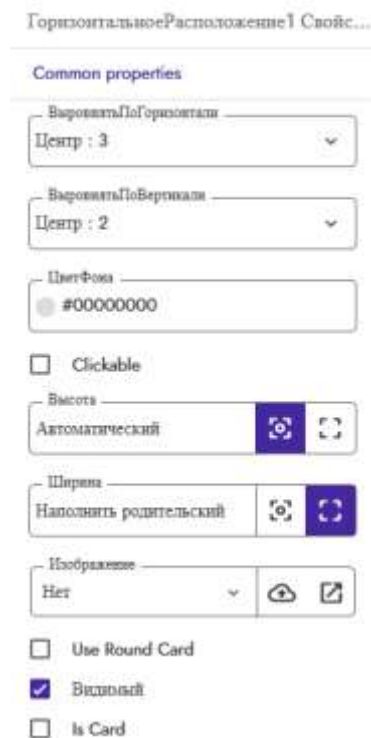 ГоризонтальноеРасположение1 Свойс...
Common properties
ВыровнятьПоГоризонтали
Центр : 3
ВыровнятьПоВертикали
Центр : 2
ЦветФона
#00000000
Clickable
Высота
Автоматический
Ширина
Наполнить родительский
Изображение
Нет
Use Round Card
Видимый
Is Card